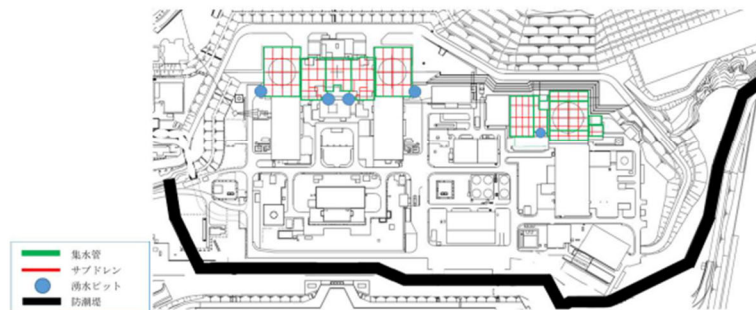 集水管
サブドレン
湧水ピット
防潮堤